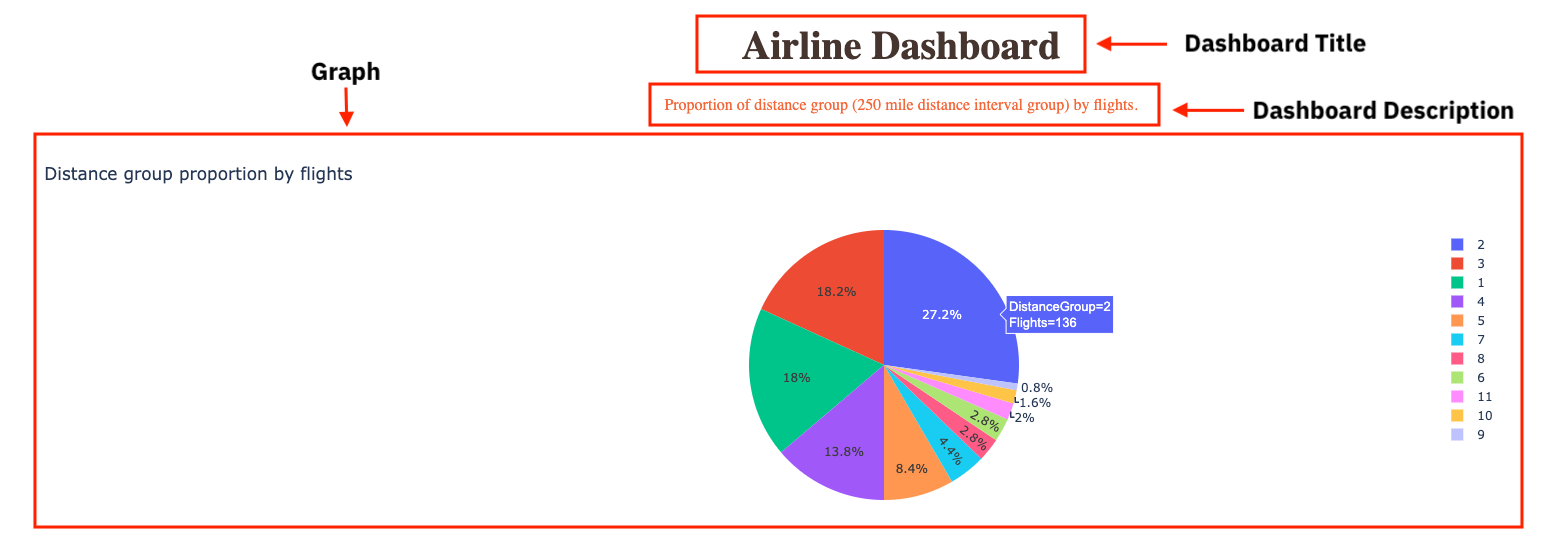 Airline Dashboard
Dashboard Title
Graph
Proportion of distance group (250 mile distance interval group) by flights.
Dashboard Description
Distance group proportion by flights
27.2%
18.2%
18%
13.8%
8.4%
4.4%
2.8%
2.8%
2%
1.6%
0.8%
DistanceGroup=2
Flights=136
2
3
1
4
5
7
8
6
11
10
9